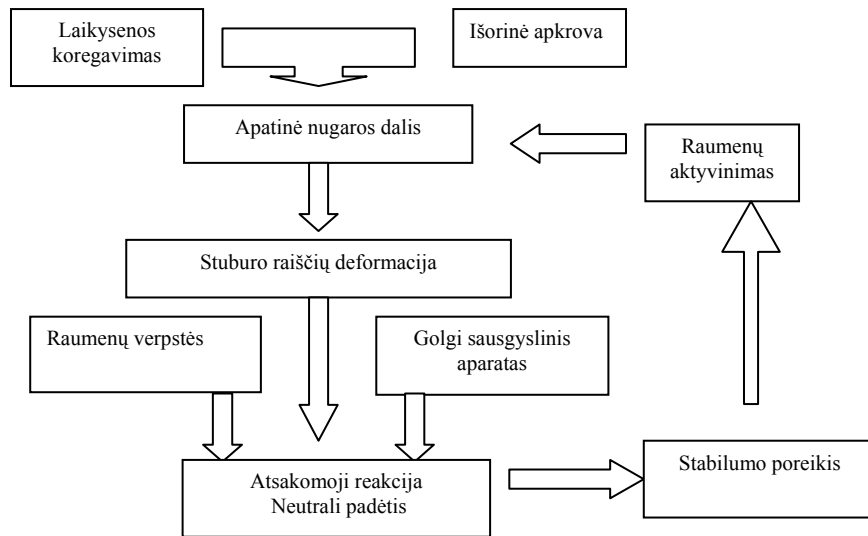 Laikysenos
koregavimas
Išorinė apkrova
Apatinė nugaros dalis
Raumenų
aktyvinimas
Stuburo raiščių deformacija
Raumenų verpstės
Golgi sausgyslinis
aparatas
Atsakomoji reakcija
Neutrali padėtis
Stabilumo poreikis